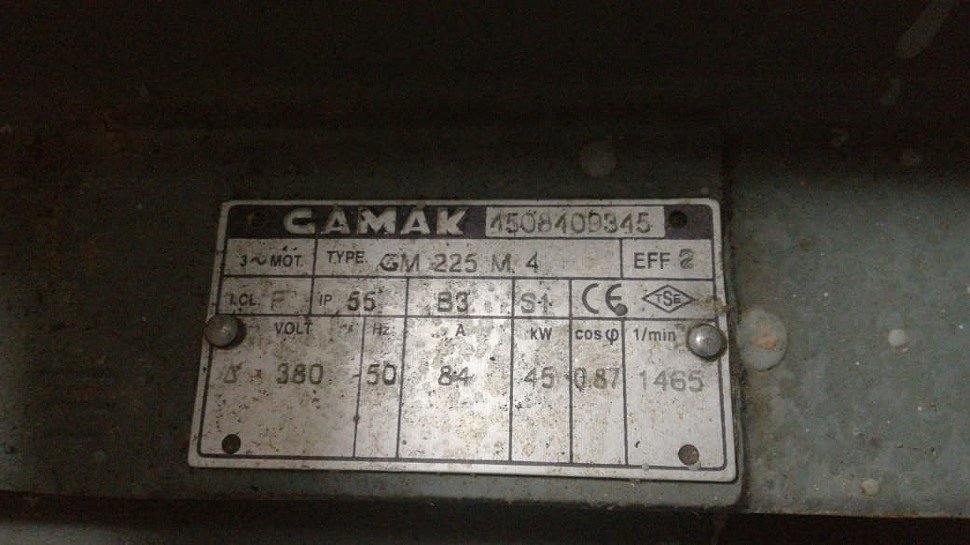 GAMAK 1508409345
3~MOT. TYPE. GM 225 M 4 EFF 2
I.CL. F IP 55 B3 S1 CE TSE
VOLT Hz A kW cosφ 1/min
Δ 380 50 84 45 0.87 1465